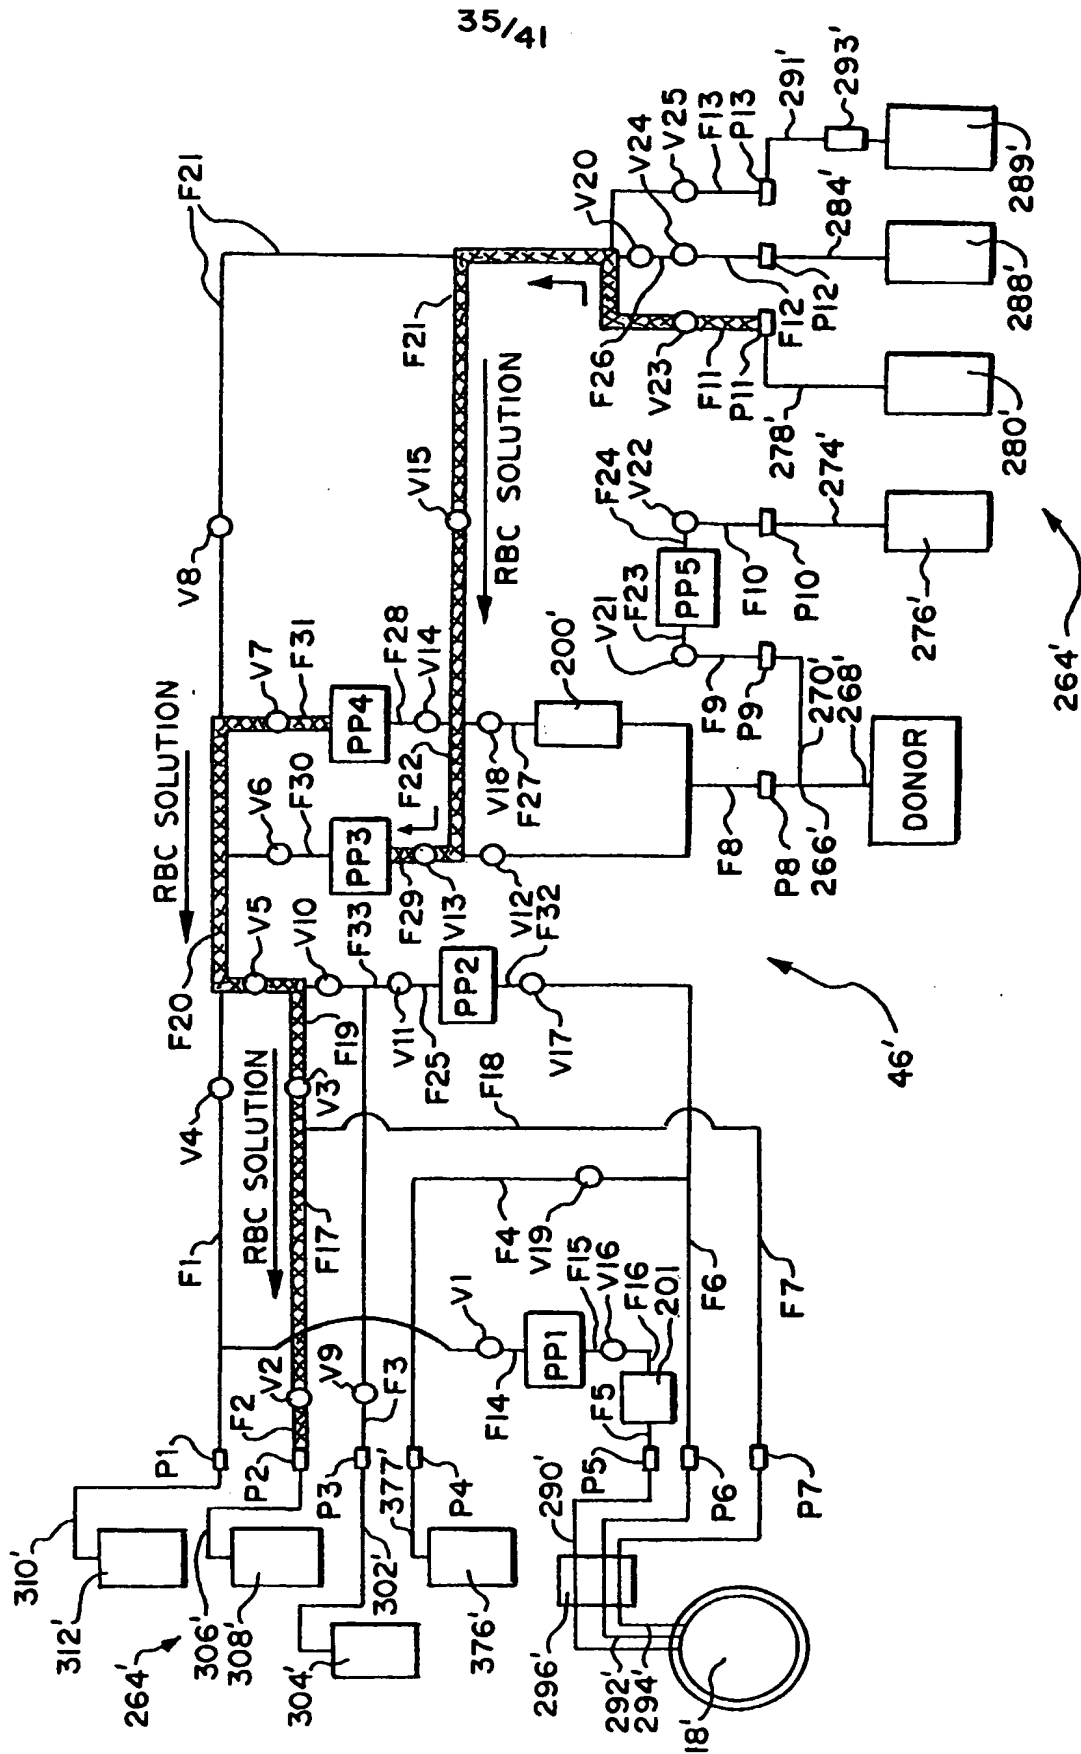 35/41
F21
V8
V7
F31
RBC SOLUTION
V6
F30
F20
V5
V10
F33
PP4
PP3
F28
V14
F22
F29
V13
F21
V15
RBC SOLUTION
V20
V24
V25
F13
P13
291'
293'
289'
F26
F12
P12
284'
288'
V23
F11
P11
278'
280'
F24
V22
F10
P10
274'
276'
PP5
V21
F23
F9
P9
270'
268'
266'
DONOR
F8
P8
200'
V18
F27
V12
F32
PP2
V11
F25
V17
F19
V3
V4
RBC SOLUTION
F1
F17
F18
F4
V19
F6
F7
V1
PP1
F14
F15
V16
F16
201
F5
V2
F2
V9
F3
P1
P2
P3
P4
P5
P6
P7
310'
312'
264'
306'
308'
304'
302'
377'
376'
290'
296'
292'
294'
18'
46'
264'